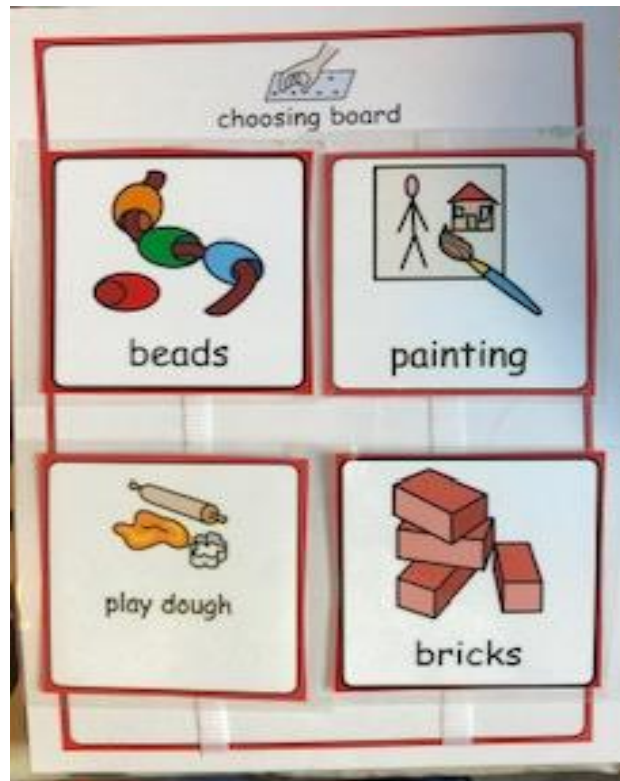 choosing board
beads
painting
play dough
bricks